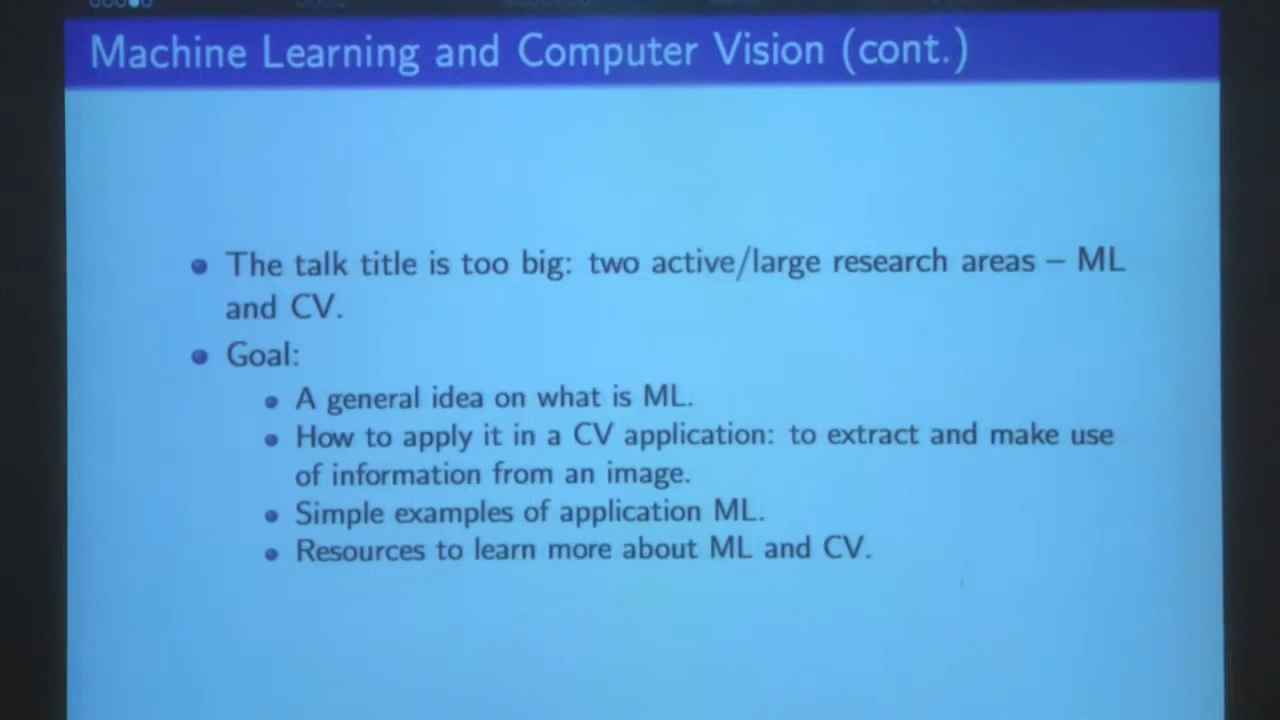 Machine Learning and Computer Vision (cont.)
The talk title is too big: two active/large research areas – ML
and CV.
Goal:
A general idea on what is ML.
How to apply it in a CV application: to extract and make use
of information from an image.
Simple examples of application ML.
Resources to learn more about ML and CV.